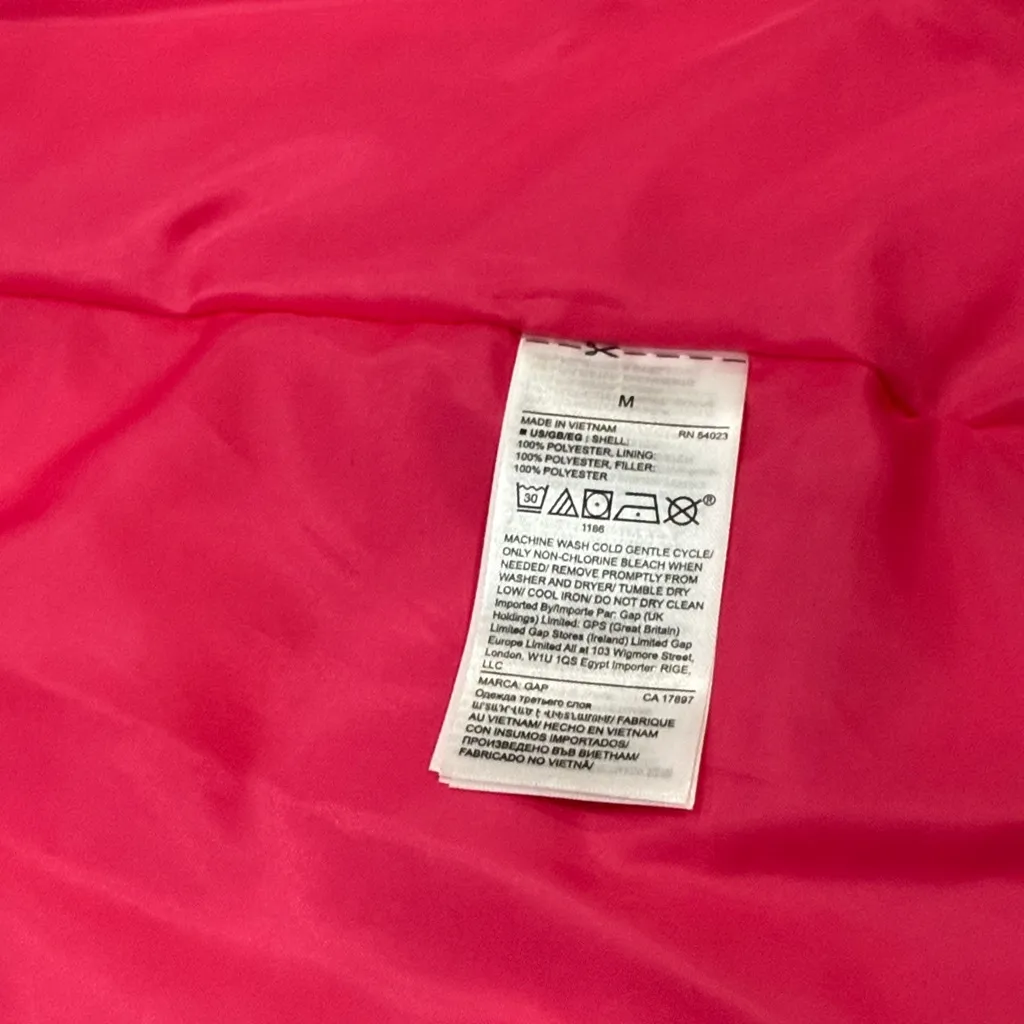 M
MADE IN VIETNAM RN 54023
■ US/GB/EG ; SHELL:
100% POLYESTER, LINING:
100% POLYESTER, FILLER:
100% POLYESTER
30 ®
1166
MACHINE WASH COLD GENTLE CYCLE/
ONLY NON-CHLORINE BLEACH WHEN
NEEDED/ REMOVE PROMPTLY FROM
WASHER AND DRYER/ TUMBLE DRY
LOW/ COOL IRON/ DO NOT DRY CLEAN
Imported By/Importe Par: Gap (UK
Holdings) Limited: GPS (Great Britain)
Limited Gap Stores (Ireland) Limited Gap
Europe Limited All at 103 Wigmore Street,
London, W1U 1QS Egypt Importer: RIGE,
LLC
MARCA: GAP CA 17897
Одежда третьего слоя
FABRIQUE
AU VIETNAM/ HECHO EN VIETNAM
CON INSUMOS IMPORTADOS/
ПРОИЗВЕДЕНО ВЪВ ВИЕТНАМ/
FABRICADO NO VIETNÃ/